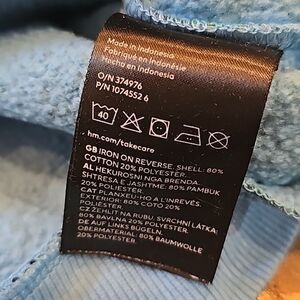 Made in Indonesia
Fabriqué en Indonésie
Hecho en Indonesia
O/N 374976
P/N 1074552 6
40
hm.com/takecare
GB IRON ON REVERSE. SHELL: 80%
COTTON 20% POLYESTER.
AL HEKUROSNI NGA BRENDA.
SHTRESA E JASHTME: 80% PAMBUK
20% POLIESTËR.
CAT PLANXEU-HO A L'INREVÉS.
EXTERIOR: 80% COTÓ 20%
POLIÈSTER.
CZ ŽEHLIT NA RUBU. SVRCHNÍ LÁTKA:
80% BAVLNA 20% POLYESTER.
DE AUF LINKS BÜGELN.
OBERMATERIAL: 80% BAUMWOLLE
20% POLYESTER.